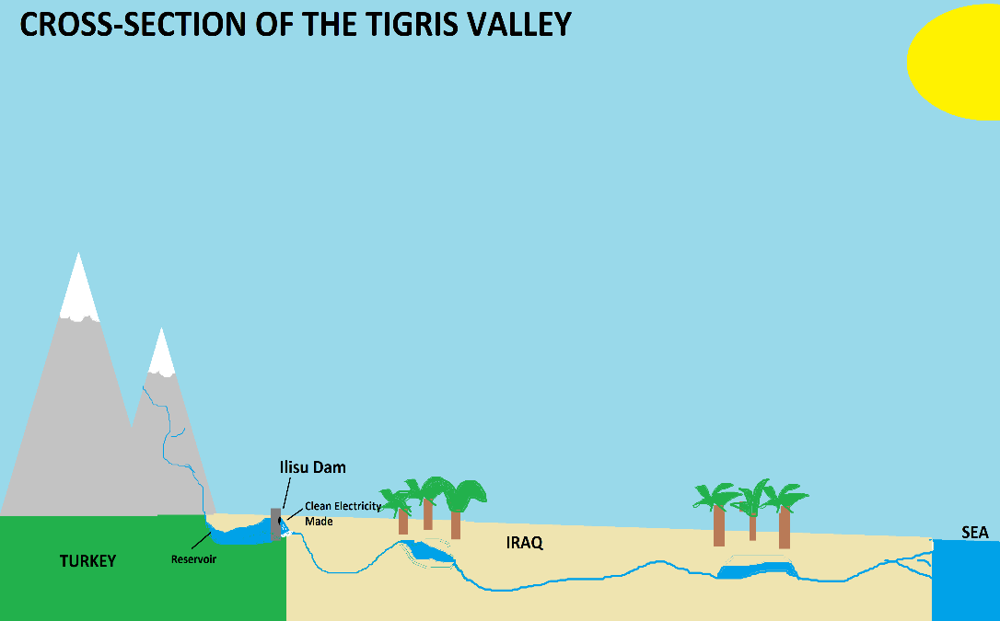 CROSS-SECTION OF THE TIGRIS VALLEY
Ilisu Dam
Clean Electricity
Made
Reservoir
TURKEY
IRAQ
SEA